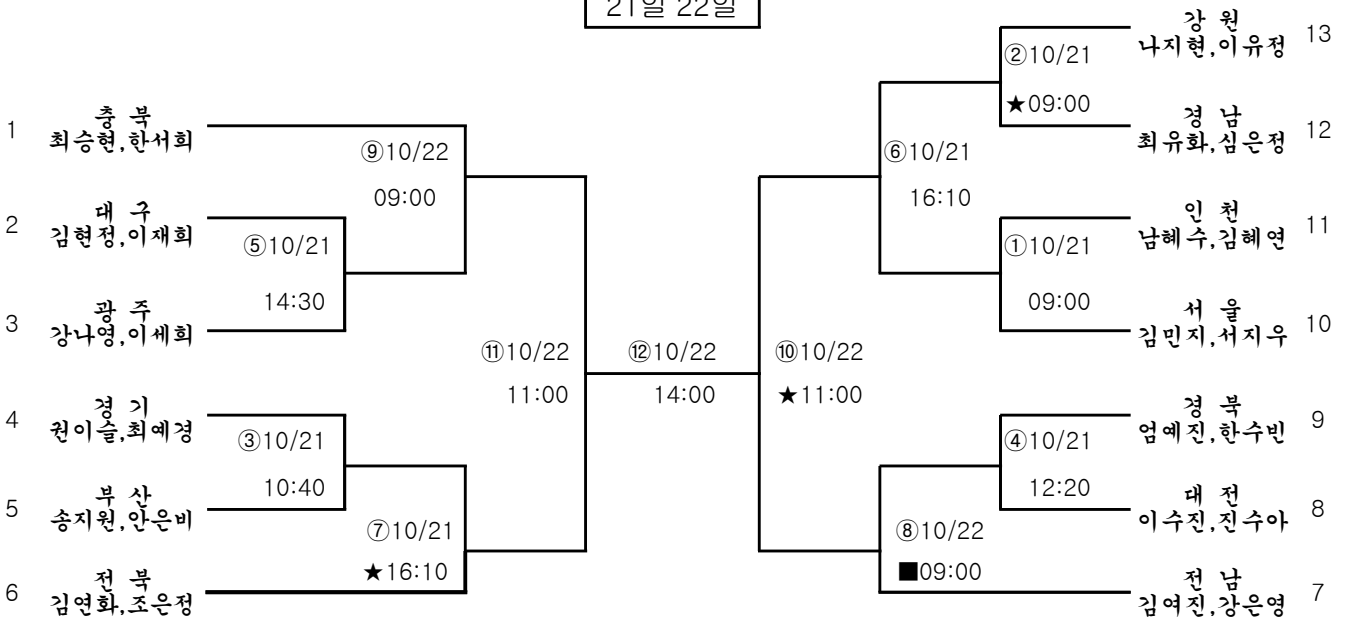 21일 22일
1
충 북
최승현,한서희
2
대 구
김현정,이재희
3
광 주
강나영,이세희
4
경 기
권이슬,최예경
5
부 산
송지원,안은비
6
전 북
김연화,조은정
⑤10/21
14:30
③10/21
10:40
⑨10/22
09:00
⑦10/21
★16:10
⑪10/22
11:00
⑫10/22
14:00
⑩10/22
★11:00
⑥10/21
16:10
⑧10/22
■09:00
②10/21
★09:00
①10/21
09:00
④10/21
12:20
강 원
나지현,이유정
13
경 남
최유화,심은정
12
인 천
남혜수,김혜연
11
서 울
김민지,서지우
10
경 북
엄예진,한수빈
9
대 전
이수진,진수아
8
전 남
김여진,강은영
7